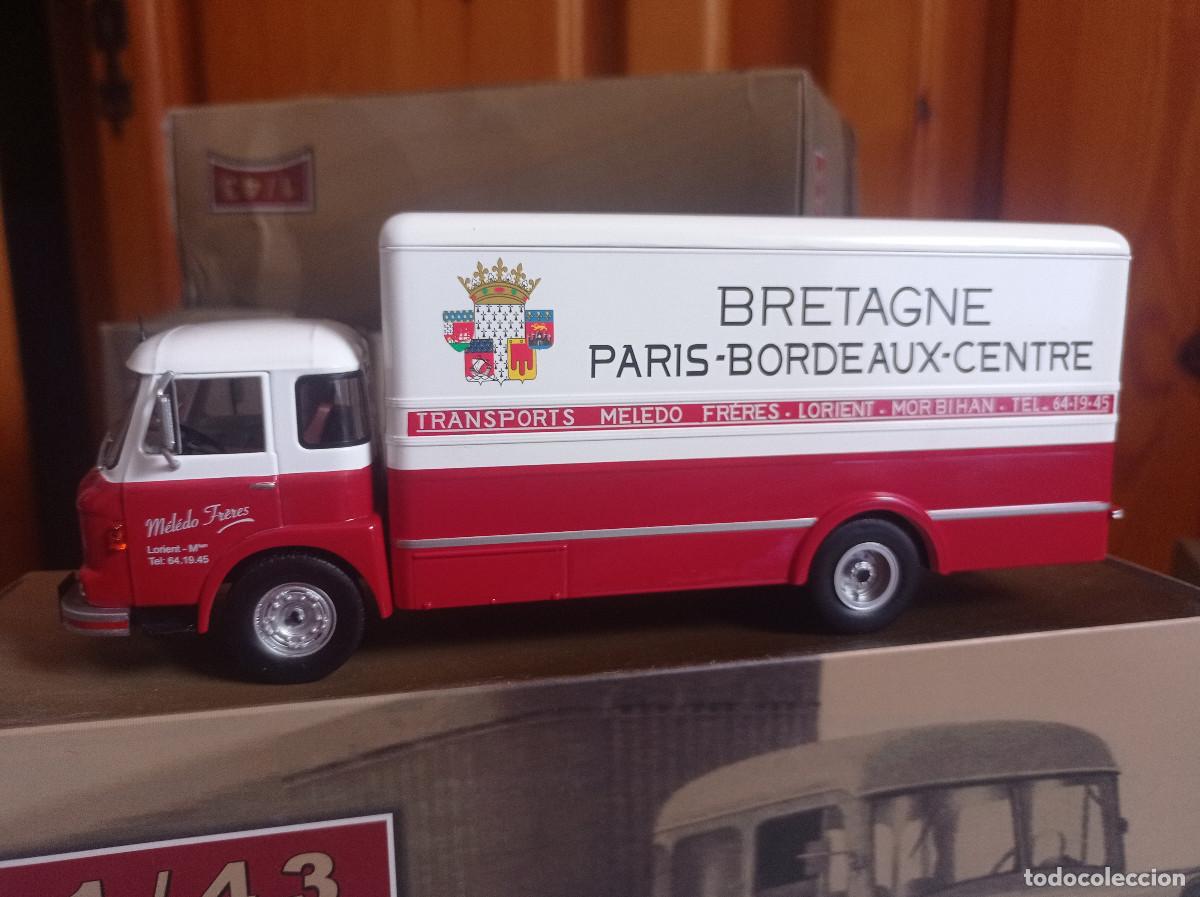 BRETAGNE
PARIS-BORDEAUX-CENTRE
TRANSPORTS MELEDO FRÉRES. LORIENT. MORBIHAN. TEL. 64-19-45
Mélédo Frères
Lorient - Mhan
Tel: 64.19.45
1/43
todocoleccion